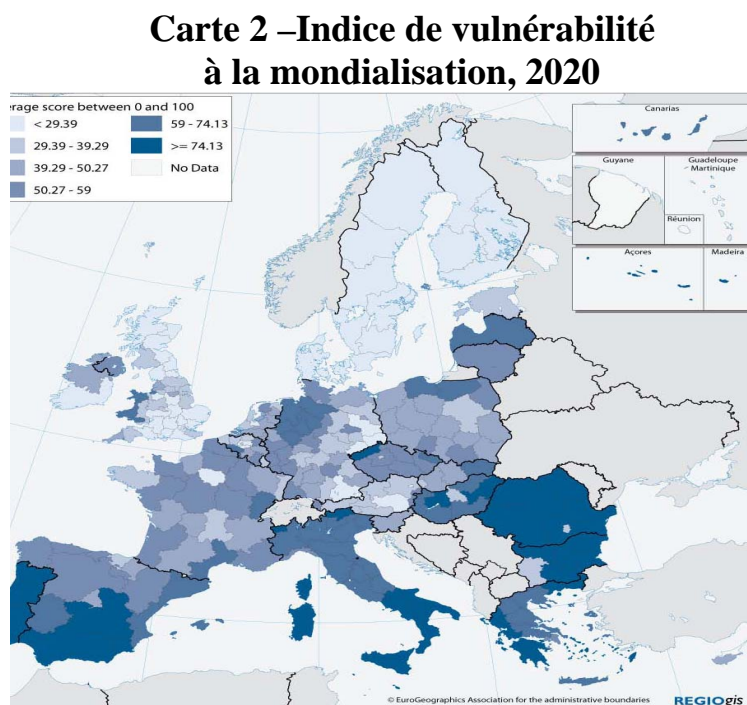 Carte 2 –Indice de vulnérabilité
à la mondialisation, 2020
erage score between 0 and 100
< 29.39
29.39 - 39.29
39.29 - 50.27
50.27 - 59
59 - 74.13
>= 74.13
No Data
Canarias
Guyane
Guadeloupe
Martinique
Réunion
Açores
Madeira
© EuroGeographics Association for the administrative boundaries
REGIOgis